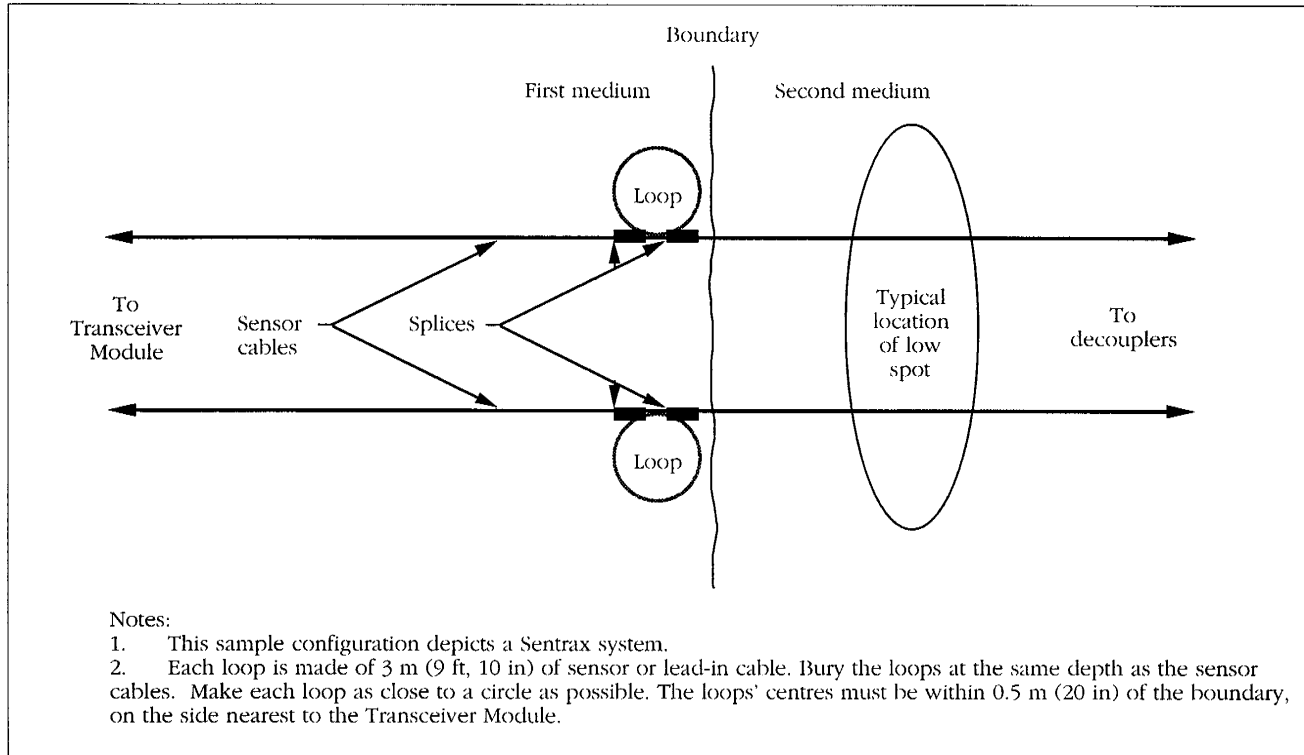 Boundary
First medium
Second medium
Loop
To
Transceiver
Module
Sensor
cables
Splices
Typical
location
of low
spot
To
decouplers
Loop
Notes:
1. This sample configuration depicts a Sentrax system.
2. Each loop is made of 3 m (9 ft, 10 in) of sensor or lead-in cable. Bury the loops at the same depth as the sensor
cables. Make each loop as close to a circle as possible. The loops' centres must be within 0.5 m (20 in) of the boundary,
on the side nearest to the Transceiver Module.